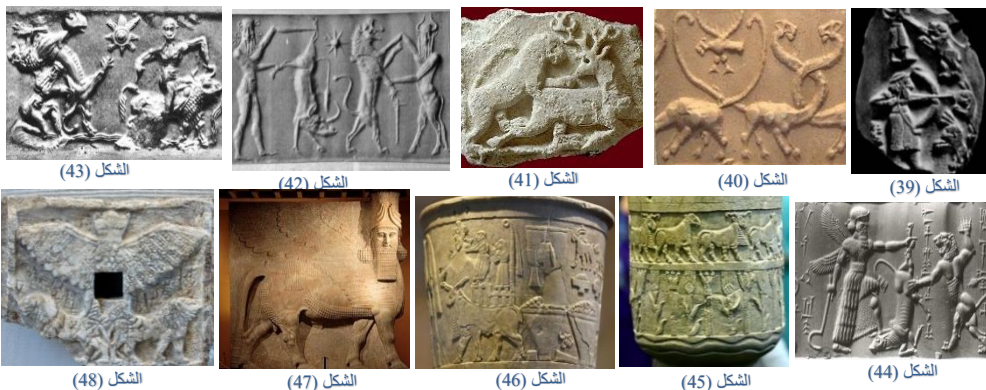 الشكل (39)
الشكل (40)
الشكل (41)
الشكل (42)
الشكل (43)
الشكل (44)
الشكل (45)
الشكل (46)
الشكل (47)
الشكل (48)